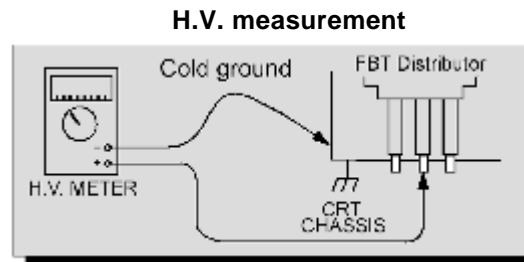 H.V. measurement
Cold ground
FBT Distributor
H.V. METER
CRT
CHASSIS